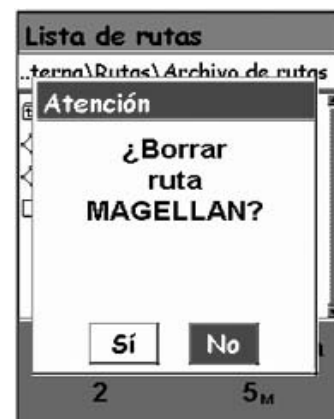 Lista de rutas
..terna\Rutas\Archivo de rutas
Atención
¿Borrar
ruta
MAGELLAN?
Sí No
2 5M